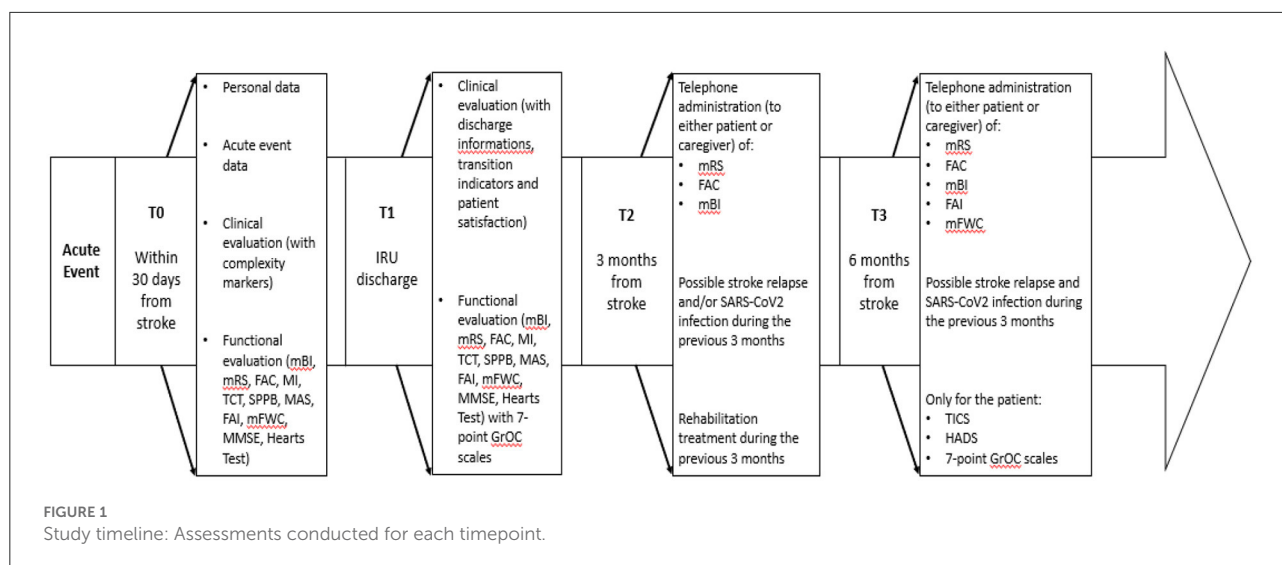 Acute
Event
T0
Within
30 days
from
stroke
• Personal data
• Acute event
data
• Clinical
evaluation (with
complexity
markers)
• Functional
evaluation (mBI,
mRS, FAC, MI,
TCT, SPPB, MAS,
FAI, mFWC,
MMSE, Hearts
Test)
T1
IRU
discharge
• Clinical
evaluation (with
discharge
informations,
transition
indicators and
patient
satisfaction)
• Functional
evaluation (mBI,
mRS, FAC, MI,
TCT, SPPB, MAS,
FAI, mFWC,
MMSE, Hearts
Test) with 7-
point GrOC
scales
T2
3 months
from
stroke
Telephone
administration (to
either patient or
caregiver) of:
• mRS
• FAC
• mBI
Possible stroke relapse
and/or SARS-CoV2
infection during the
previous 3 months
Rehabilitation
treatment during the
previous 3 months
T3
6 months
from
stroke
Telephone administration
(to either patient or
caregiver) of:
• mRS
• FAC
• mBI
• FAI
• mFWC
Possible stroke relapse and
SARS-CoV2 infection during
the previous 3 months
Only for the patient:
• TICS
• HADS
• 7-point GrOC scales
FIGURE 1
Study timeline: Assessments conducted for each timepoint.